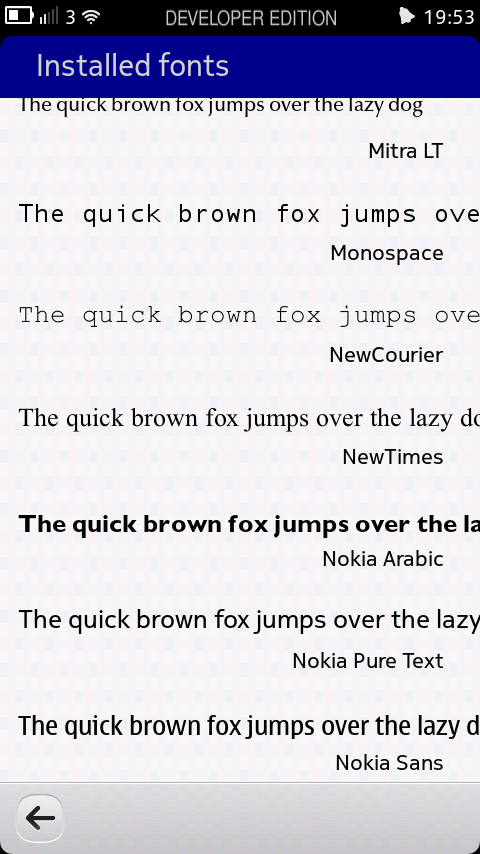 3 DEVELOPER EDITION 19:53
Installed fonts
The quick brown fox jumps over the lazy dog
Mitra LT
The quick brown fox jumps ove
Monospace
The quick brown fox jumps ove
NewCourier
The quick brown fox jumps over the lazy do
NewTimes
The quick brown fox jumps over the la
Nokia Arabic
The quick brown fox jumps over the lazy
Nokia Pure Text
The quick brown fox jumps over the lazy d
Nokia Sans